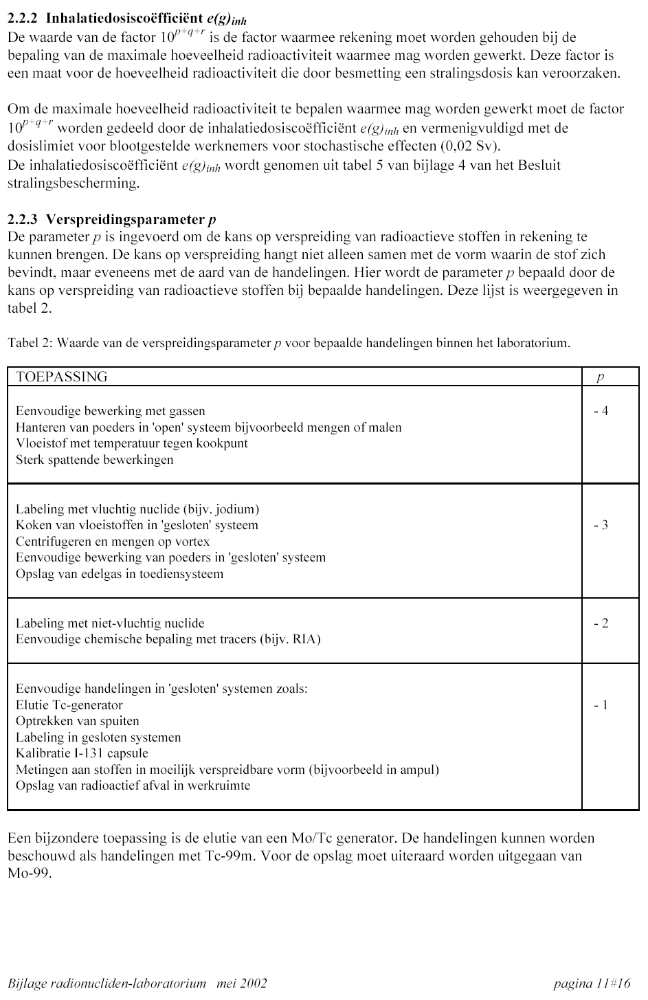 2.2.2 Inhalatiedosiscoëfficiënt e(g)inh
De waarde van de factor 10^p+q+r is de factor waarmee rekening moet worden gehouden bij de
bepaling van de maximale hoeveelheid radioactiviteit waarmee mag worden gewerkt. Deze factor is
een maat voor de hoeveelheid radioactiviteit die door besmetting een stralingsdosis kan veroorzaken.
Om de maximale hoeveelheid radioactiviteit te bepalen waarmee mag worden gewerkt moet de factor
10^p+q+r worden gedeeld door de inhalatiedosiscoëfficiënt e(g)inh en vermenigvuldigd met de
dosislimiet voor blootgestelde werknemers voor stochastische effecten (0,02 Sv).
De inhalatiedosiscoëfficiënt e(g)inh wordt genomen uit tabel 5 van bijlage 4 van het Besluit
stralingsbescherming.
2.2.3 Verspreidingsparameter p
De parameter p is ingevoerd om de kans op verspreiding van radioactieve stoffen in rekening te
kunnen brengen. De kans op verspreiding hangt niet alleen samen met de vorm waarin de stof zich
bevindt, maar eveneens met de aard van de handelingen. Hier wordt de parameter p bepaald door de
kans op verspreiding van radioactieve stoffen bij bepaalde handelingen. Deze lijst is weergegeven in
tabel 2.
Tabel 2: Waarde van de verspreidingsparameter p voor bepaalde handelingen binnen het laboratorium.
TOEPASSING p
Eenvoudige bewerking met gassen - 4
Hanteren van poeders in 'open' systeem bijvoorbeeld mengen of malen
Vloeistof met temperatuur tegen kookpunt
Sterk spattende bewerkingen
Labeling met vluchtig nuclide (bijv. jodium)
Koken van vloeistoffen in 'gesloten' systeem - 3
Centrifugeren en mengen op vortex
Eenvoudige bewerking van poeders in 'gesloten' systeem
Opslag van edelgas in toediensysteem
Labeling met niet-vluchtig nuclide - 2
Eenvoudige chemische bepaling met tracers (bijv. RIA)
Eenvoudige handelingen in 'gesloten' systemen zoals:
Elutie Tc-generator - 1
Optrekken van spuiten
Labeling in gesloten systemen
Kalibratie I-131 capsule
Metingen aan stoffen in moeilijk verspreidbare vorm (bijvoorbeeld in ampul)
Opslag van radioactief afval in werkruimte
Een bijzondere toepassing is de elutie van een Mo/Tc generator. De handelingen kunnen worden
beschouwd als handelingen met Tc-99m. Voor de opslag moet uiteraard worden uitgegaan van
Mo-99.
Bijlage radionucliden-laboratorium mei 2002 pagina 11#16